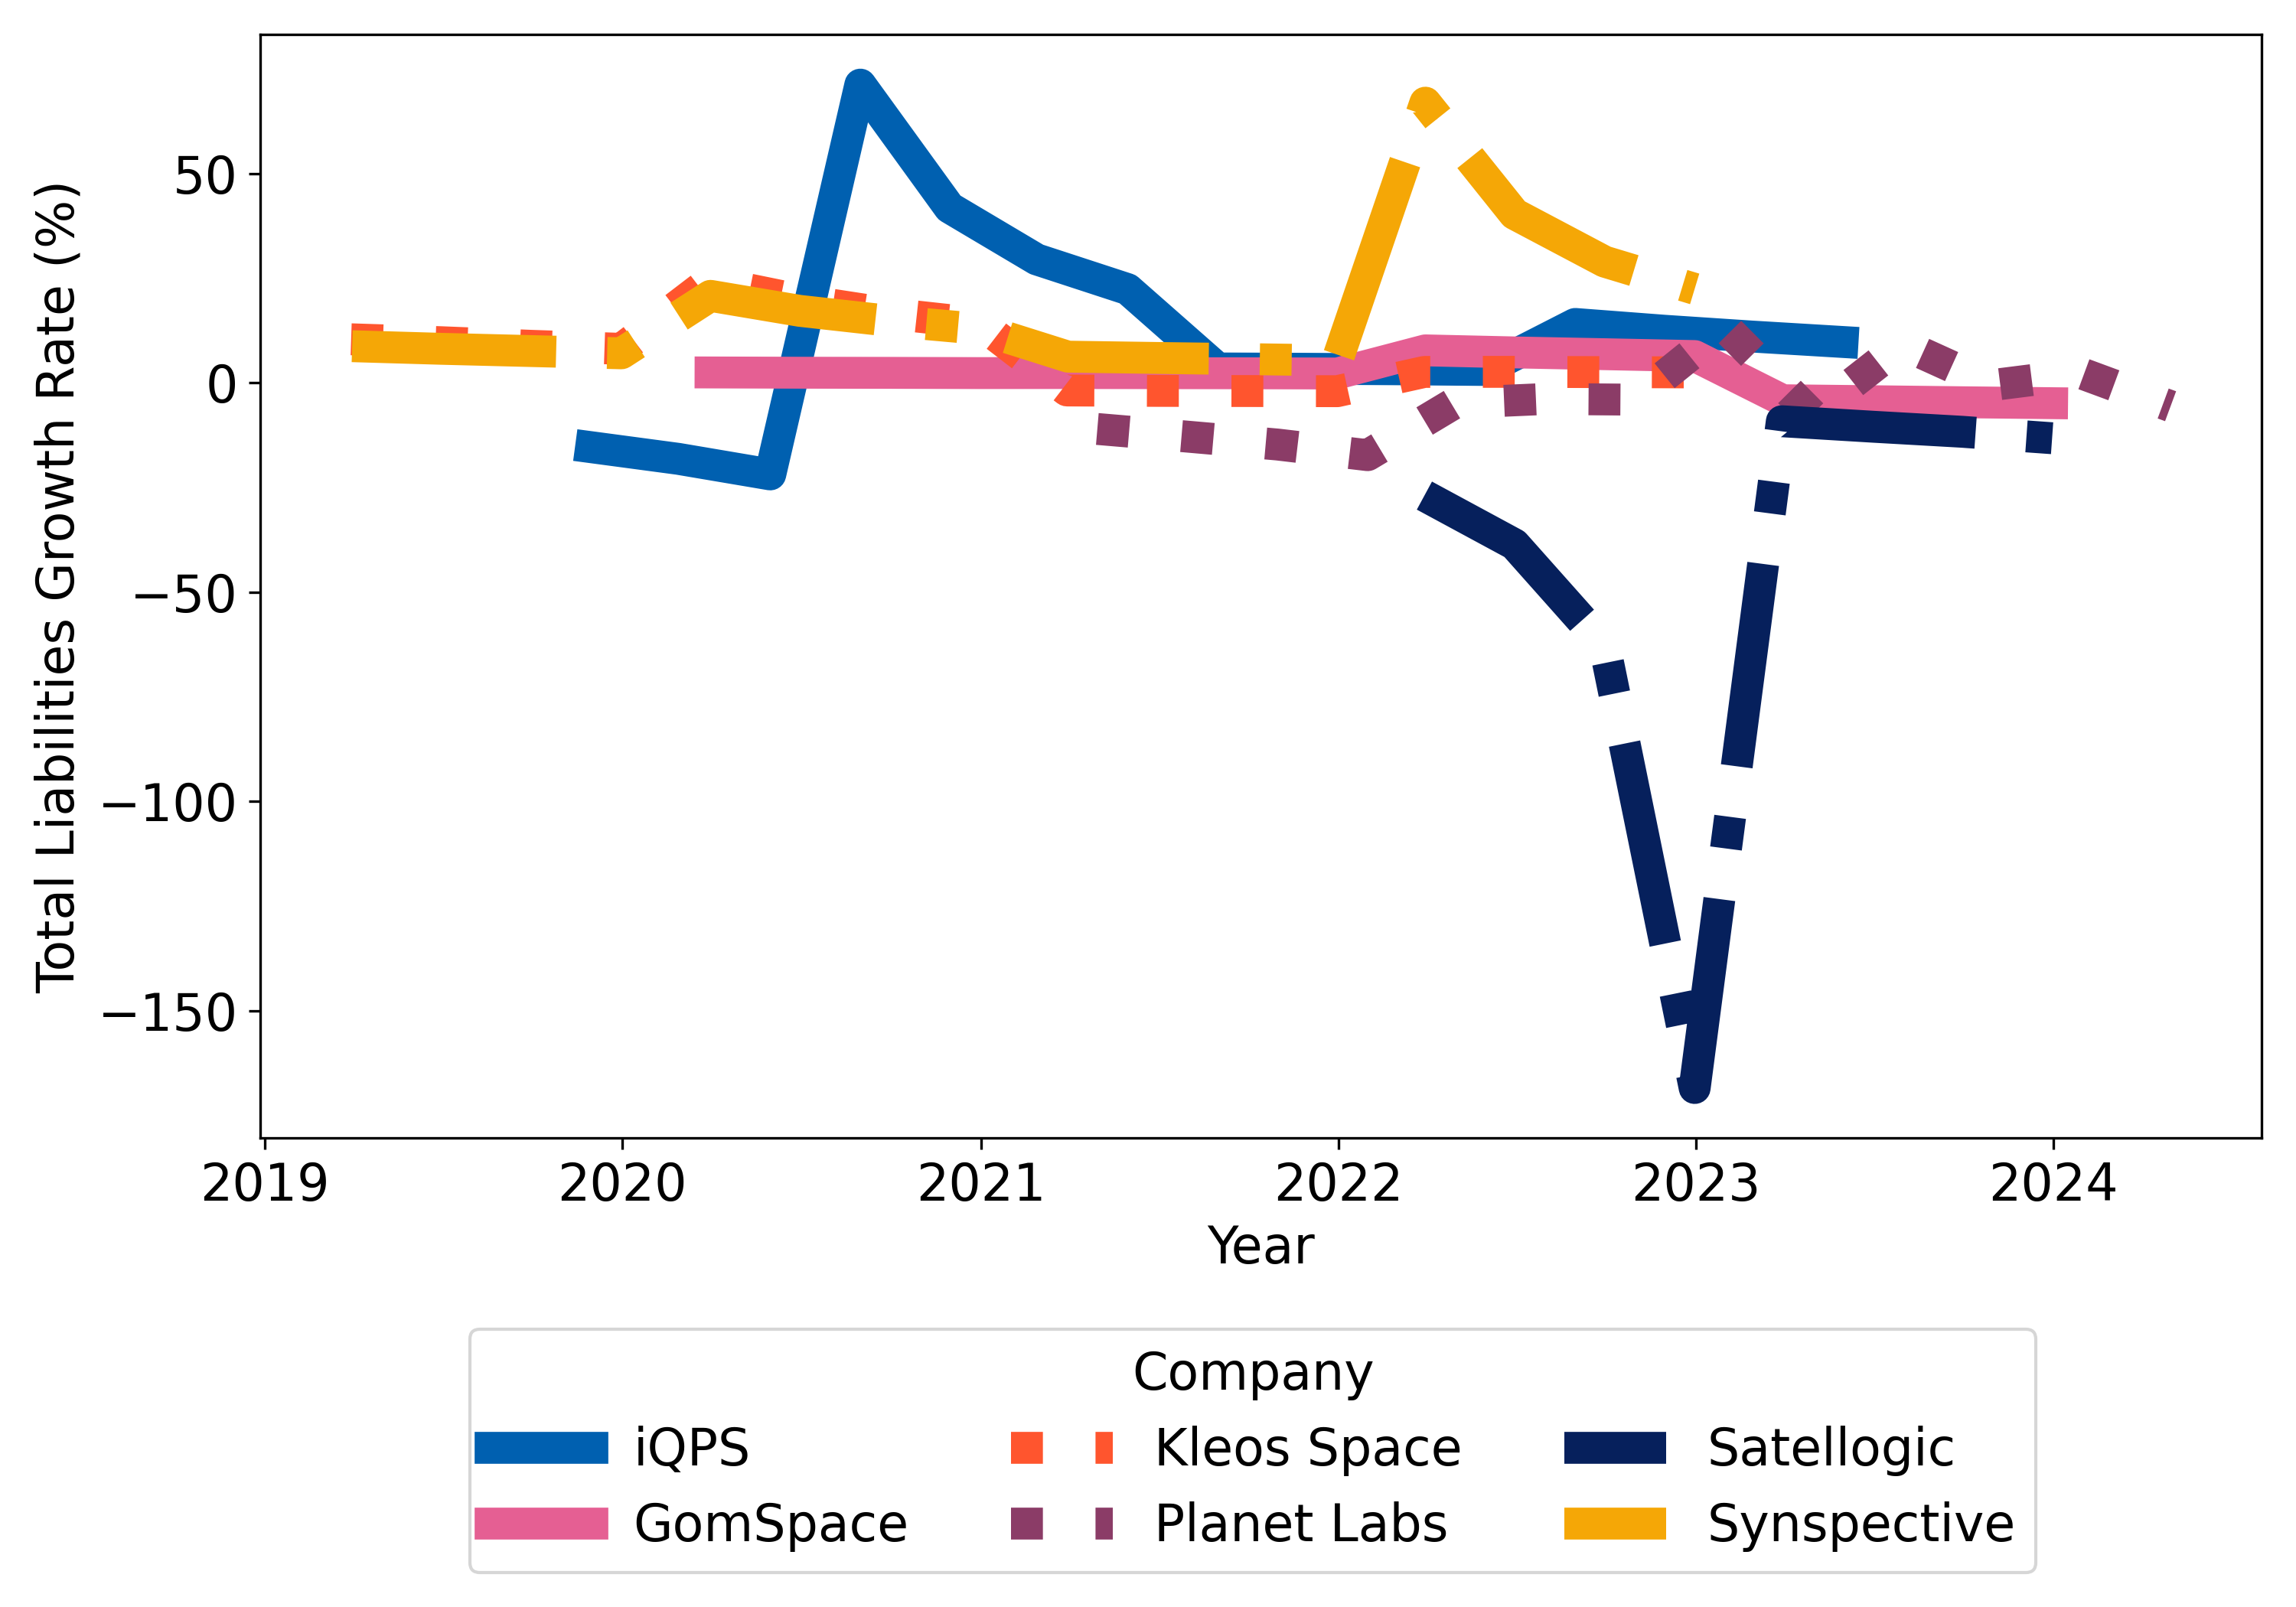 Total Liabilities Growth Rate (%)
50
0
−50
−100
−150
2019 2020 2021 2022 2023 2024
Year
Company
iQPS Kleos Space Satellogic
GomSpace Planet Labs Synspective